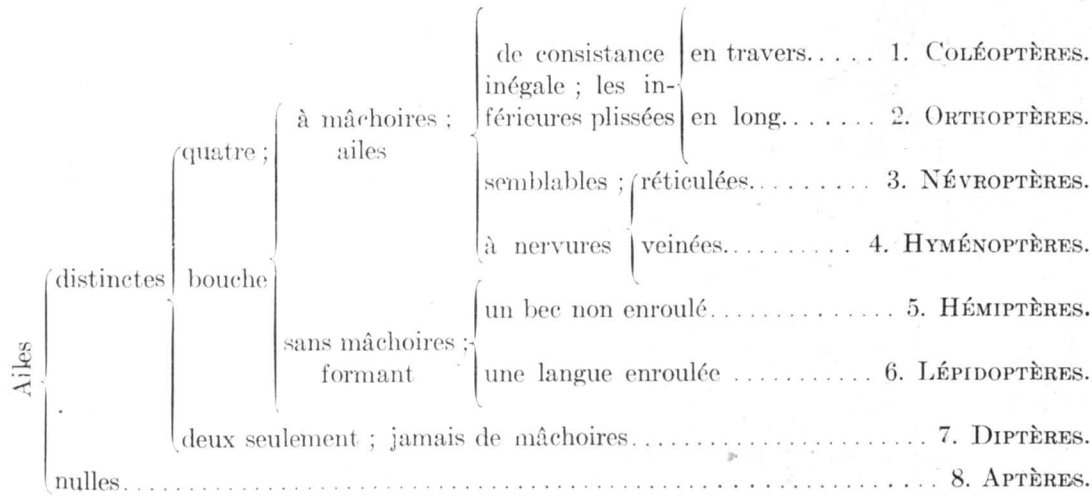 de consistance en travers..... 1. COLÉOPTÈRES.
inégale ; les in-
à mâchoires ; férieures plissées en long....... 2. ORTHOPTÈRES.
quatre ; ailes
semblables ; réticulées......... 3. NÉVROPTÈRES.
à nervures veinées.......... 4. HYMÉNOPTÈRES.
distinctes bouche
un bec non enroulé.............. 5. HÉMIPTÈRES.
sans mâchoires ;
Ailes
formant une langue enroulée ........... 6. LÉPIDOPTÈRES.
deux seulement ; jamais de mâchoires....................... 7. DIPTÈRES.
nulles............................................................. 8. APTÈRES.